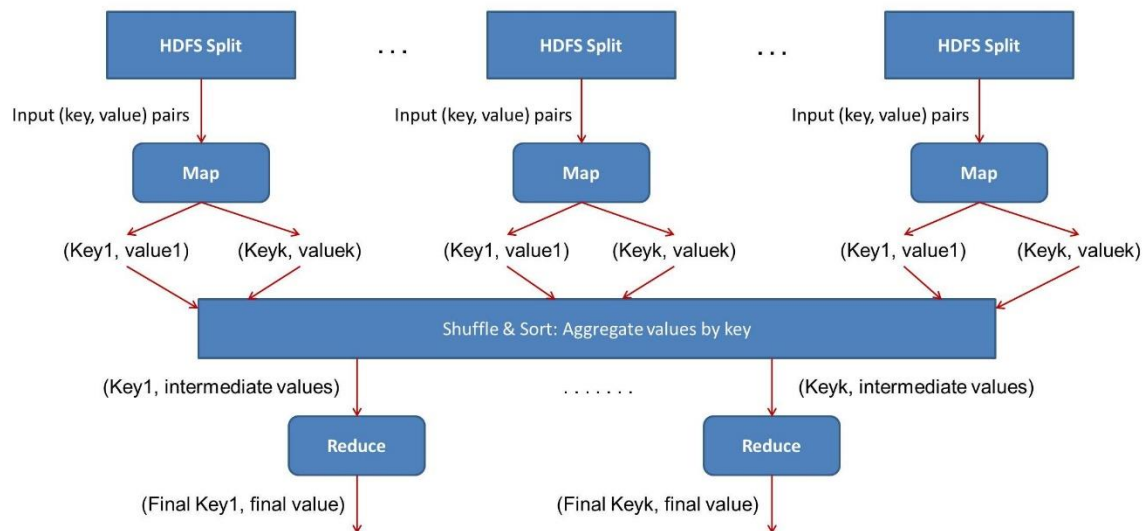 HDFS Split
. . .
HDFS Split
. . .
HDFS Split
Input (key, value) pairs
Input (key, value) pairs
Input (key, value) pairs
Map
Map
Map
(Key1, value1)
(Keyk, valuek)
(Key1, value1)
(Keyk, valuek)
(Key1, value1)
(Keyk, valuek)
Shuffle & Sort: Aggregate values by key
(Key1, intermediate values)
. . . . . . .
(Keyk, intermediate values)
Reduce
Reduce
(Final Key1, final value)
(Final Keyk, final value)